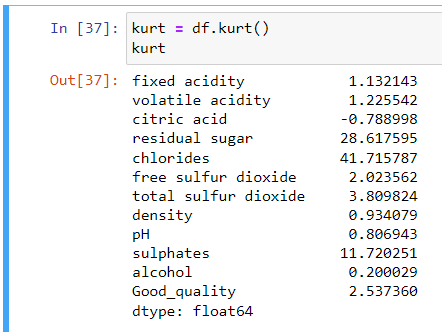 In [37]: kurt = df.kurt()
kurt
Out[37]: fixed acidity 1.132143
volatile acidity 1.225542
citric acid -0.788998
residual sugar 28.617595
chlorides 41.715787
free sulfur dioxide 2.023562
total sulfur dioxide 3.809824
density 0.934079
pH 0.806943
sulphates 11.720251
alcohol 0.200029
Good_quality 2.537360
dtype: float64